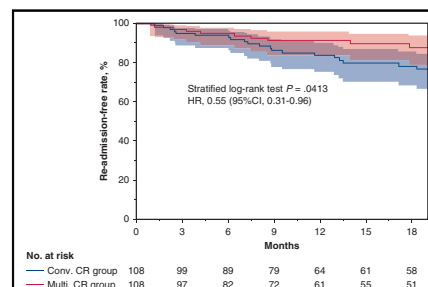 100
80
60
40
20
0
Re-admission-free rate, %
Stratified log-rank test P = .0413
HR, 0.55 (95%CI, 0.31-0.96)
0 3 6 9 12 15 18
Months
No. at risk
Conv. CR group 108 99 89 79 64 61 58
Multi. CR group 108 97 82 72 61 55 51